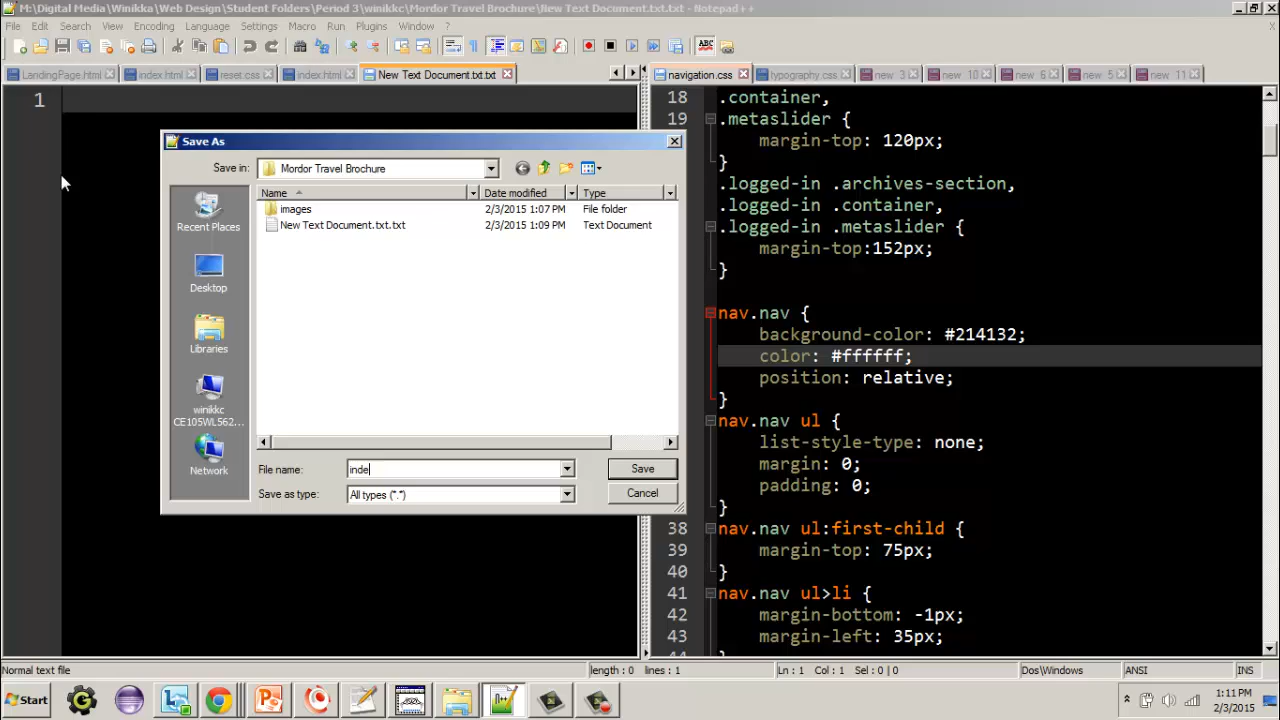 M:\Digital Media\Winikka\Web Design\Student Folders\Period 3\winikkc\Mordor Travel Brochure\New Text Document.txt.txt - Notepad++
File Edit Search View Encoding Language Settings Macro Run Plugins Window ?
ABC
LandingPage.html index.html reset.css index.html New Text Document.txt.txt navigation.css typography.css new 3 new 10 new 6 new 5 new 11
1
Save As
Save in: Mordor Travel Brochure
Name Date modified Type
images 2/3/2015 1:07 PM File folder
New Text Document.txt.txt 2/3/2015 1:09 PM Text Document
Recent Places
Desktop
Libraries
winikkc
CE105WL562...
Network
File name: inde Save
Save as type: All types (*.*) Cancel
18 .container,
19 .metaslider {
margin-top: 120px;
}
.logged-in .archives-section,
.logged-in .container,
.logged-in .metaslider {
margin-top:152px;
}
nav.nav {
background-color: #214132;
color: #ffffff;
position: relative;
}
nav.nav ul {
list-style-type: none;
margin: 0;
padding: 0;
}
38 nav.nav ul:first-child {
39 margin-top: 75px;
40 }
41 nav.nav ul>li {
42 margin-bottom: -1px;
43 margin-left: 35px;
Normal text file length : 0 lines : 1 Ln : 1 Col : 1 Sel : 0 | 0 Dos\Windows ANSI INS
Start
1:11 PM
2/3/2015